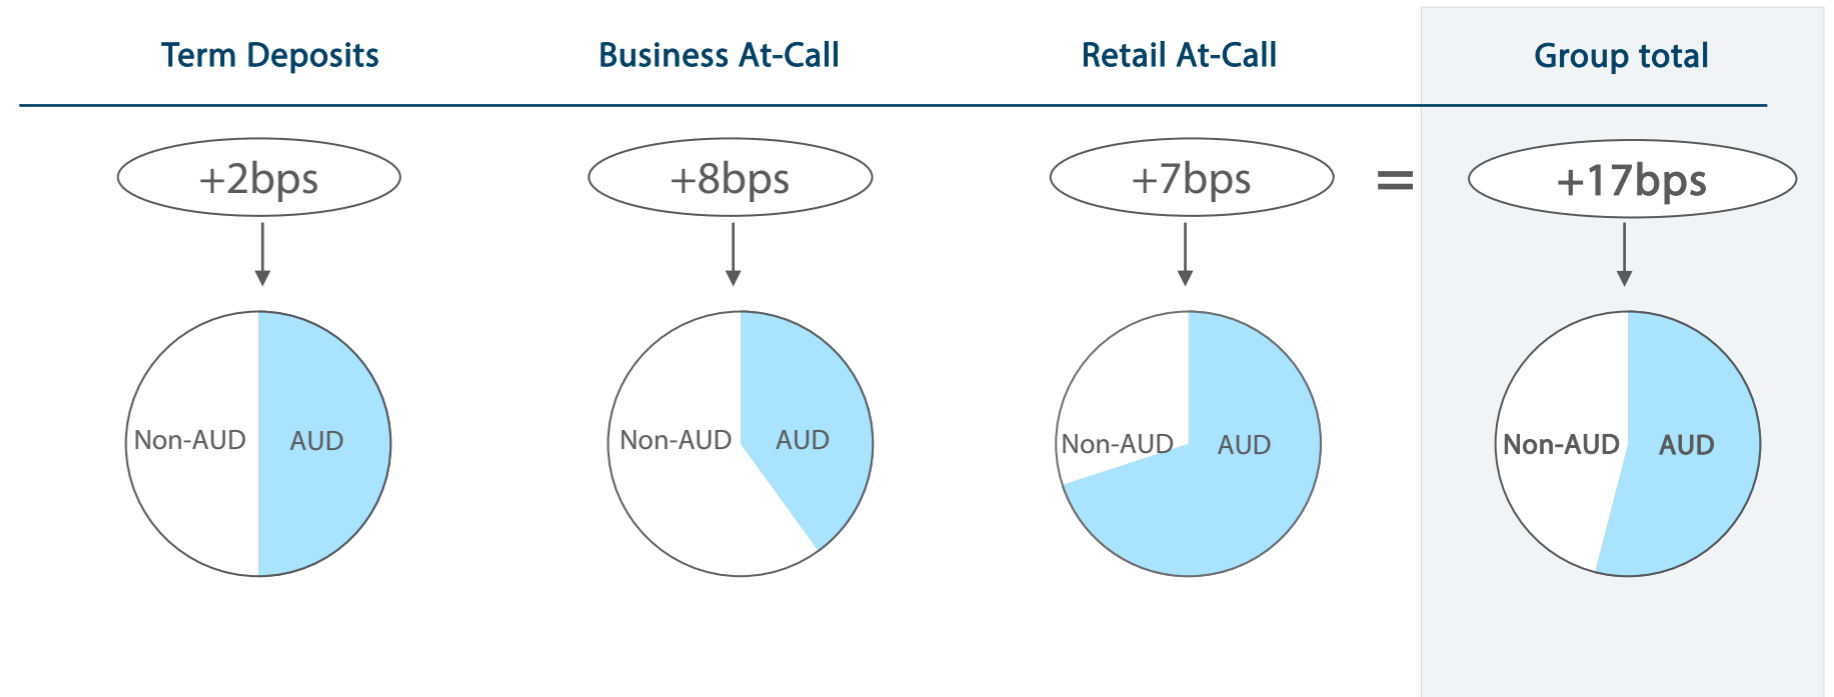 Term Deposits
Business At-Call
Retail At-Call
Group total
+2bps
+8bps
+7bps
=
+17bps
Non-AUD
AUD
Non-AUD
AUD
Non-AUD
AUD
Non-AUD
AUD